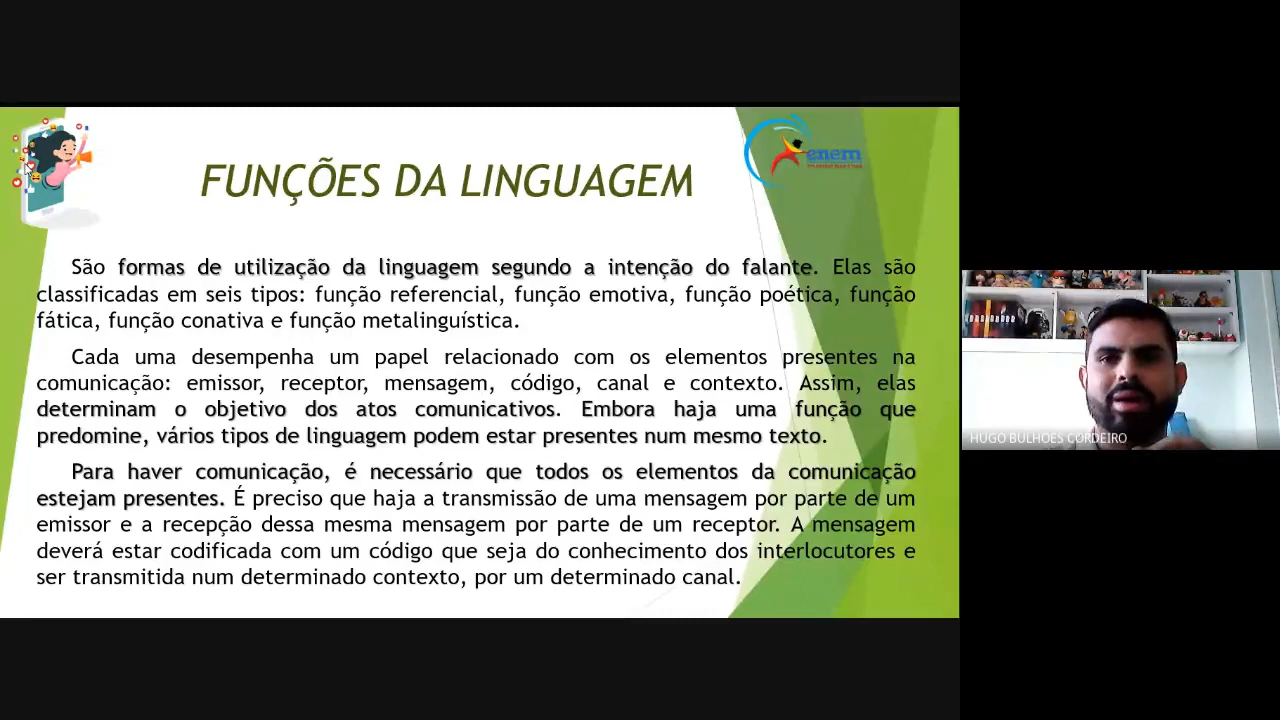 FUNÇÕES DA LINGUAGEM
enem
São formas de utilização da linguagem segundo a intenção do falante. Elas são
classificadas em seis tipos: função referencial, função emotiva, função poética, função
fática, função conativa e função metalinguística.
Cada uma desempenha um papel relacionado com os elementos presentes na
comunicação: emissor, receptor, mensagem, código, canal e contexto. Assim, elas
determinam o objetivo dos atos comunicativos. Embora haja uma função que
predomine, vários tipos de linguagem podem estar presentes num mesmo texto.
Para haver comunicação, é necessário que todos os elementos da comunicação
estejam presentes. É preciso que haja a transmissão de uma mensagem por parte de um
emissor e a recepção dessa mesma mensagem por parte de um receptor. A mensagem
deverá estar codificada com um código que seja do conhecimento dos interlocutores e
ser transmitida num determinado contexto, por um determinado canal.
HUGO BULHOES CORDEIRO